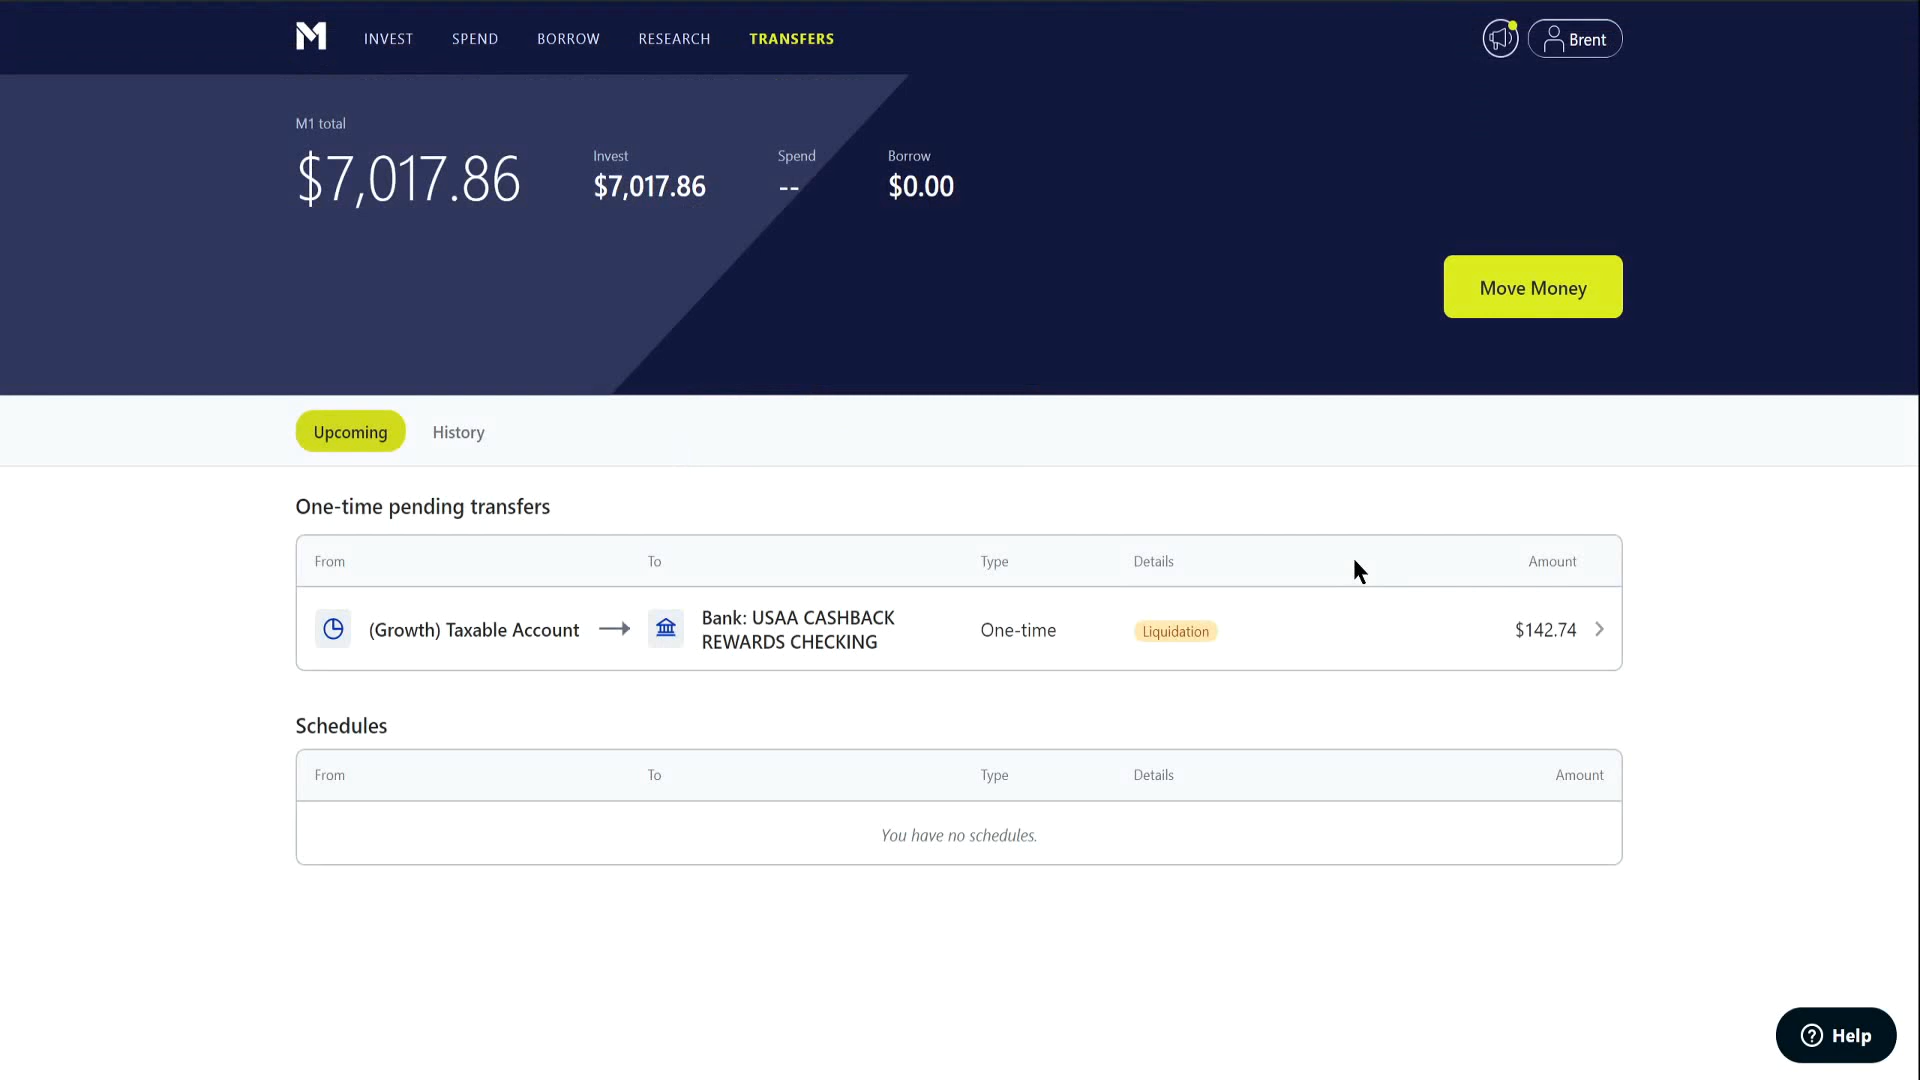 M1 INVEST SPEND BORROW RESEARCH TRANSFERS Brent
M1 total
$7,017.86
Invest
$7,017.86
Spend
--
Borrow
$0.00
Move Money
Upcoming History
One-time pending transfers
From To Type Details Amount
(Growth) Taxable Account
Bank: USAA CASHBACK
REWARDS CHECKING
One-time
Liquidation
$142.74
Schedules
From To Type Details Amount
You have no schedules.
Help